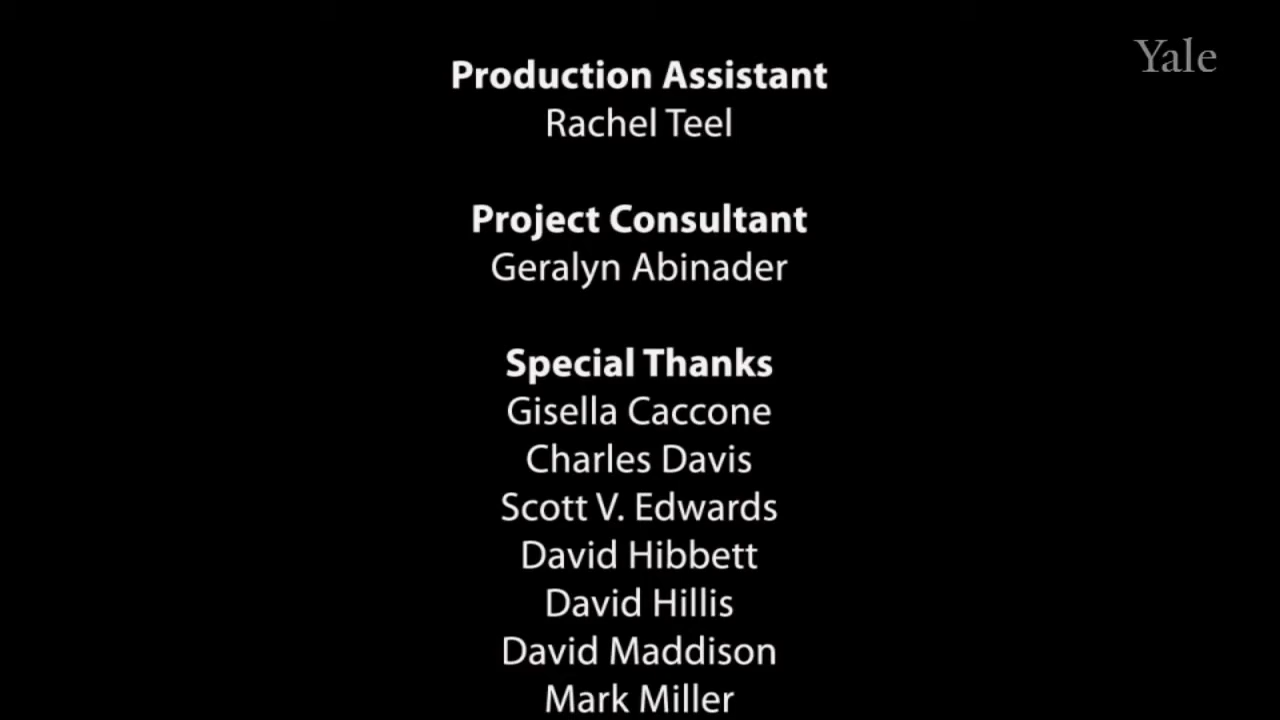 Yale
Production Assistant
Rachel Teel
Project Consultant
Geralyn Abinader
Special Thanks
Gisella Caccone
Charles Davis
Scott V. Edwards
David Hibbett
David Hillis
David Maddison
Mark Miller